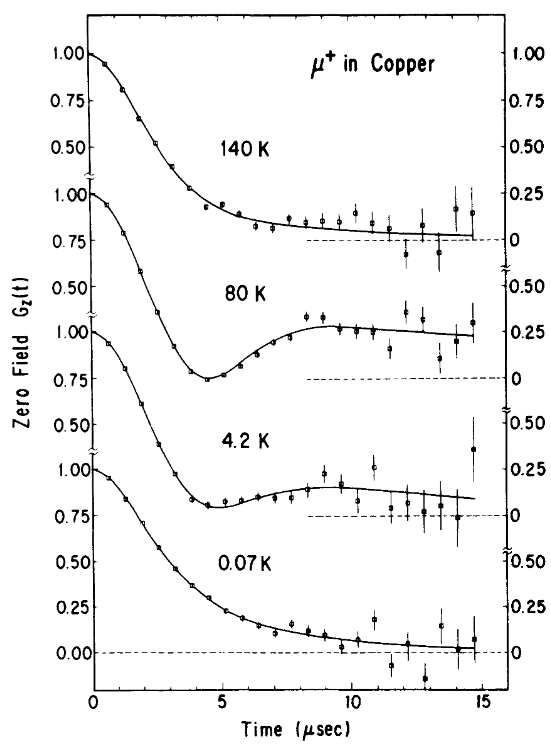 μ⁺ in Copper
1.00 1.00
0.75 0.75
0.50 0.50
140 K
1.00 0.25
0.75 0
0.50 0.50
80 K
1.00 0.25
0.75 0
0.50 0.50
4.2 K
1.00 0.25
0.75 0
0.50 0.50
0.07 K
0.25 0.25
0.00 0
0 5 10 15
Time (μsec)
Zero Field G_z(t)